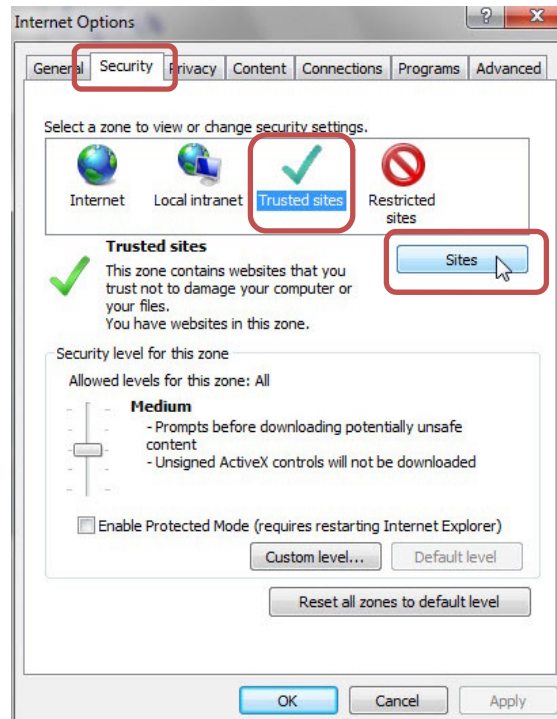 Internet Options
?
X
General Security Privacy Content Connections Programs Advanced
Select a zone to view or change security settings.
Internet Local intranet Trusted sites Restricted
sites
Trusted sites
Sites
This zone contains websites that you
trust not to damage your computer or
your files.
You have websites in this zone.
Security level for this zone
Allowed levels for this zone: All
Medium
- Prompts before downloading potentially unsafe
content
- Unsigned ActiveX controls will not be downloaded
Enable Protected Mode (requires restarting Internet Explorer)
Custom level... Default level
Reset all zones to default level
OK Cancel Apply